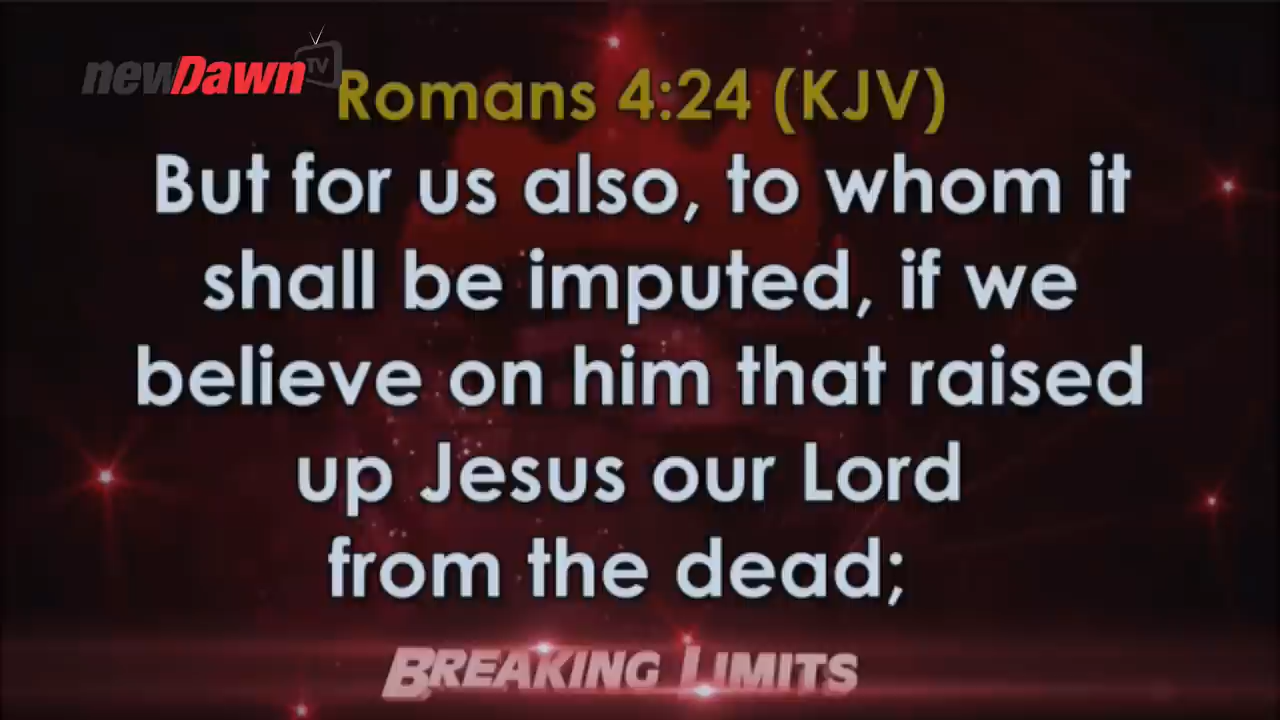 newDawn TV
Romans 4:24 (KJV)
But for us also, to whom it
shall be imputed, if we
believe on him that raised
up Jesus our Lord
from the dead;
BREAKING LIMITS